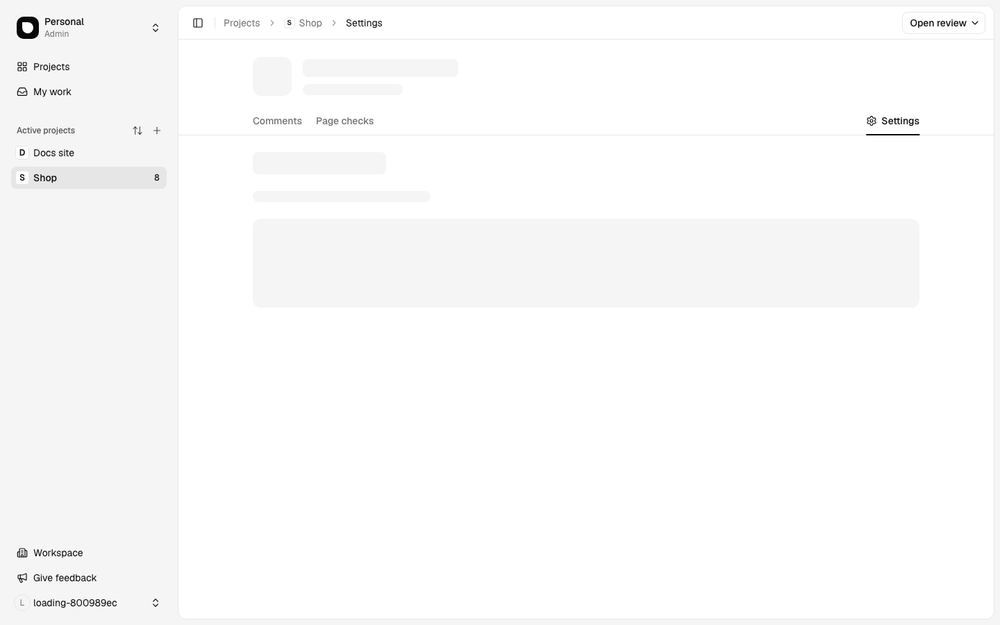 Personal
Admin
Projects
My work
Active projects
D Docs site
S Shop 8
Workspace
Give feedback
L loading-800989ec
Projects > S Shop > Settings
Open review
Comments Page checks Settings